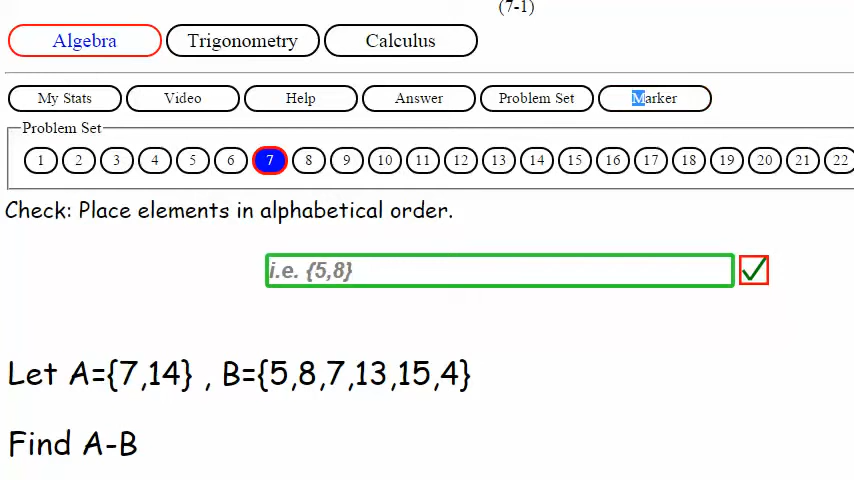 (7-1)
Algebra Trigonometry Calculus
My Stats Video Help Answer Problem Set Marker
Problem Set
1 2 3 4 5 6 7 8 9 10 11 12 13 14 15 16 17 18 19 20 21 22
Check: Place elements in alphabetical order.
i.e. {5,8}
Let A={7,14} , B={5,8,7,13,15,4}
Find A-B